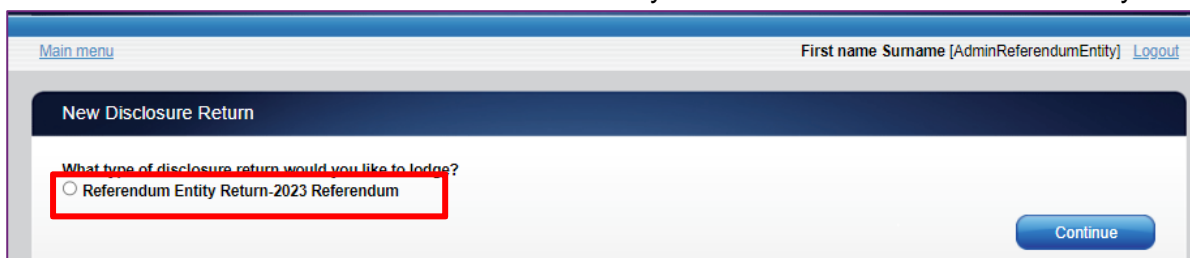 Main menu First name Surname [AdminReferendumEntity] Logout
New Disclosure Return
What type of disclosure return would you like to lodge?
Referendum Entity Return-2023 Referendum
Continue